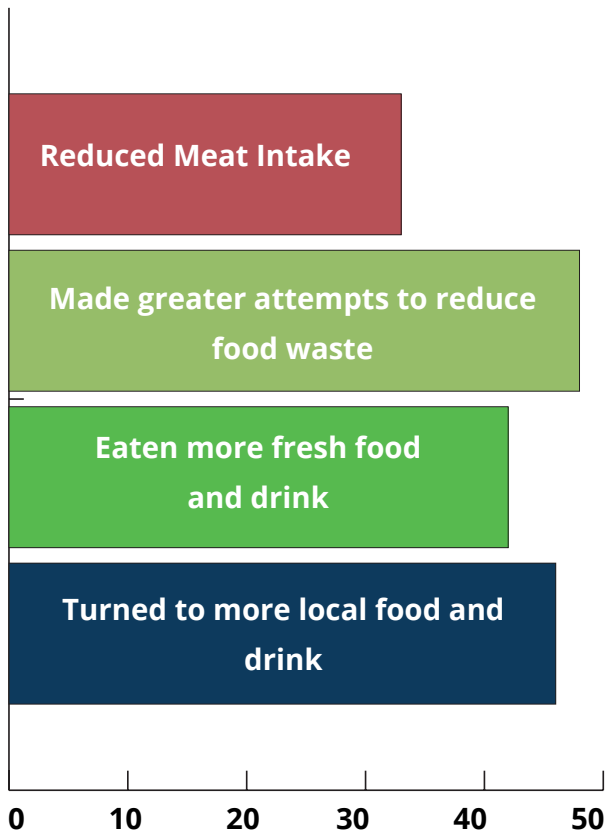 Reduced Meat Intake
Made greater attempts to reduce
food waste
Eaten more fresh food
and drink
Turned to more local food and
drink
0 10 20 30 40 50